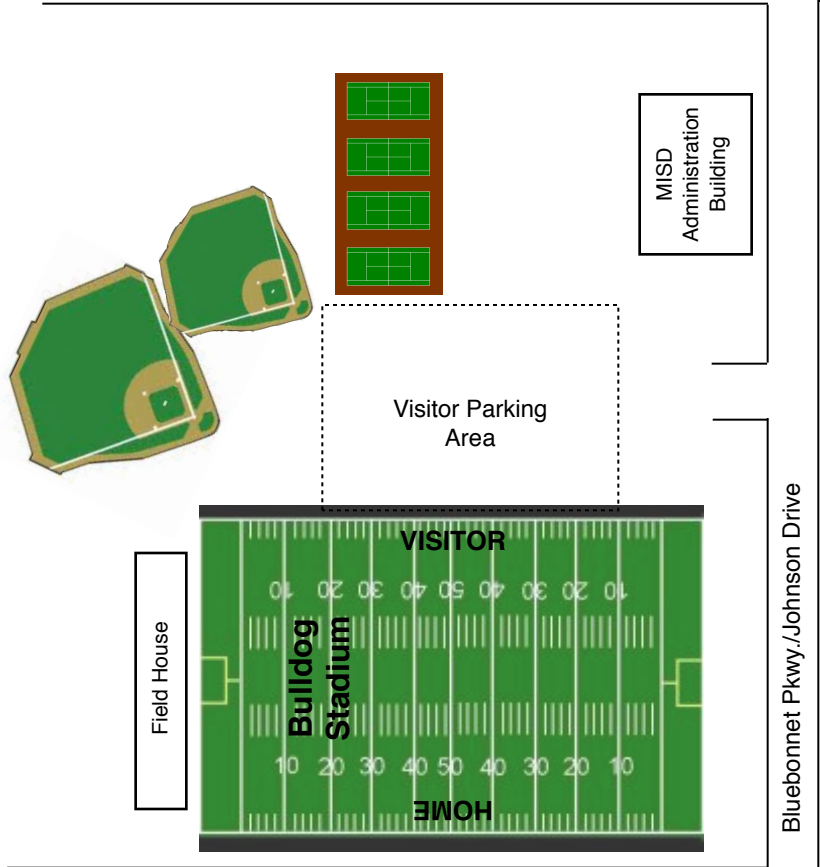 MISD
Administration
Building
Visitor Parking
Area
VISITOR
10 20 30 40 50 40 30 20 10
Field House
Bulldog
Stadium
10 20 30 40 50 40 30 20 10
HOME
Bluebonnet Pkwy./Johnson Drive